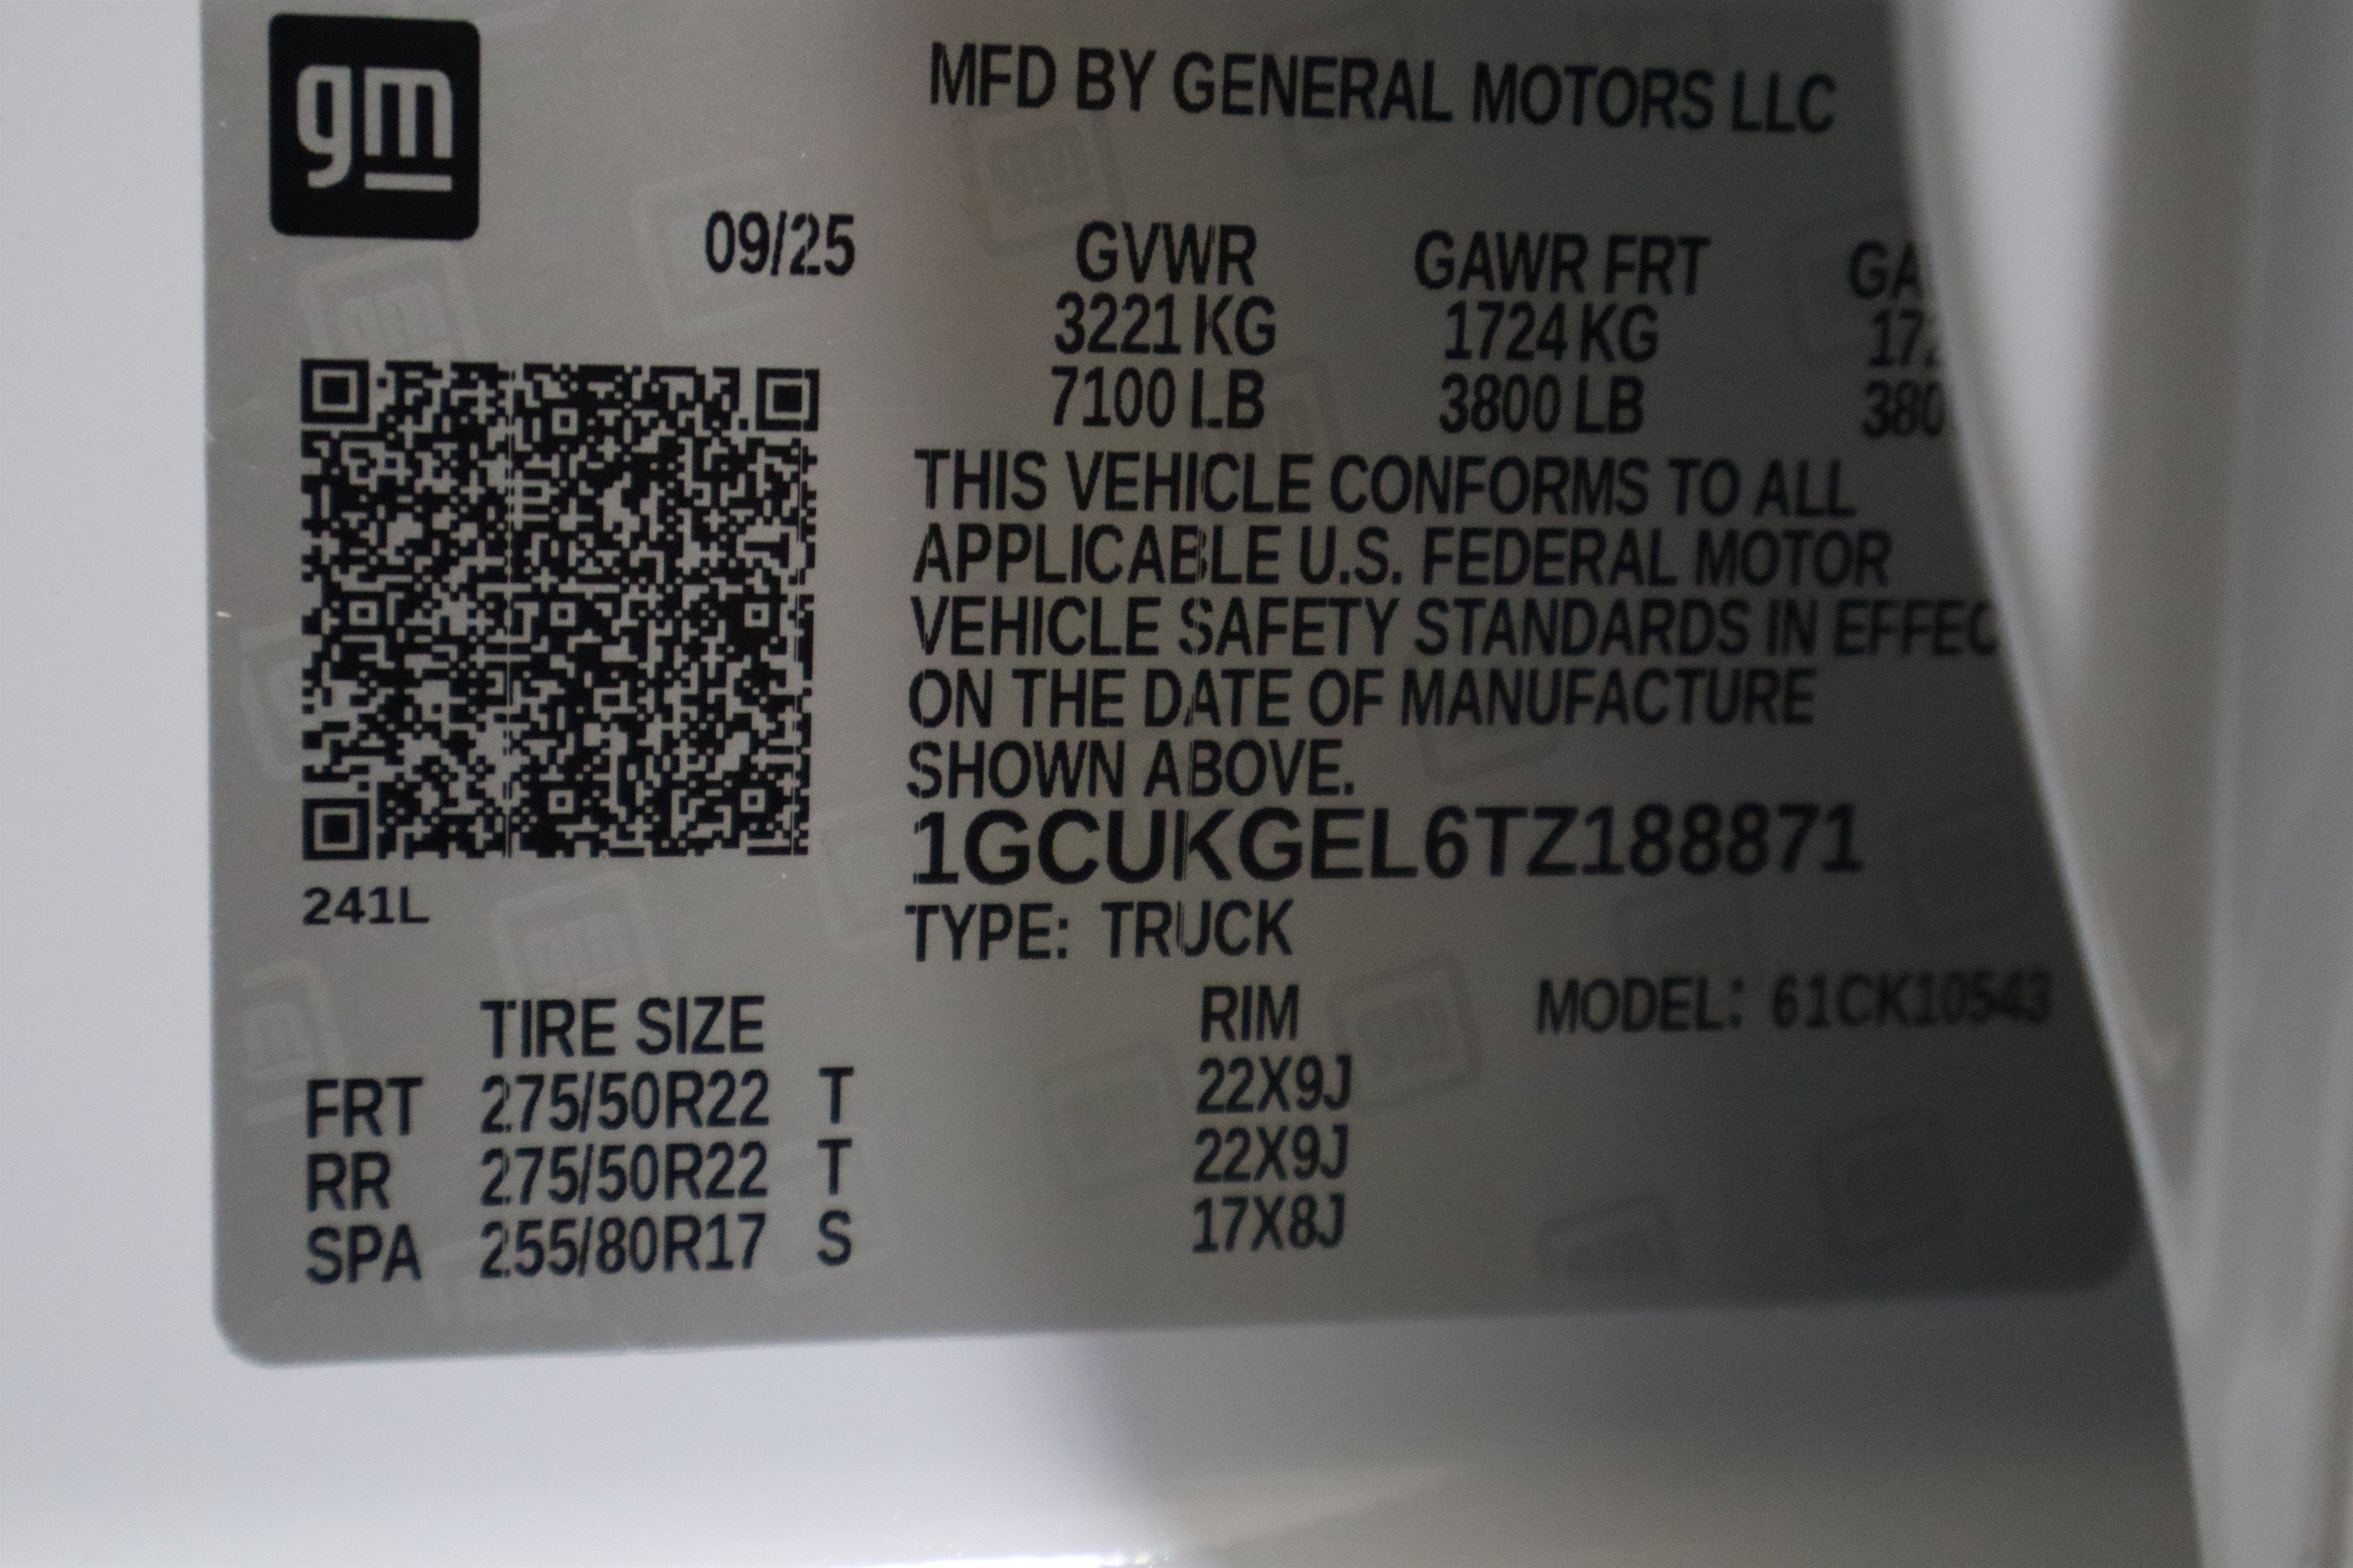 gm
MFD BY GENERAL MOTORS LLC
09/25
GVWR GAWR FRT
3221 KG 1724 KG
7100 LB 3800 LB
THIS VEHICLE CONFORMS TO ALL
APPLICABLE U.S. FEDERAL MOTOR
VEHICLE SAFETY STANDARDS IN EFFEC
ON THE DATE OF MANUFACTURE
SHOWN ABOVE.
1GCUKGEL6TZ188871
241L
TYPE: TRUCK
TIRE SIZE RIM MODEL: 61CK10543
FRT 275/50R22 T 22X9J
RR 275/50R22 T 22X9J
SPA 255/80R17 S 17X8J